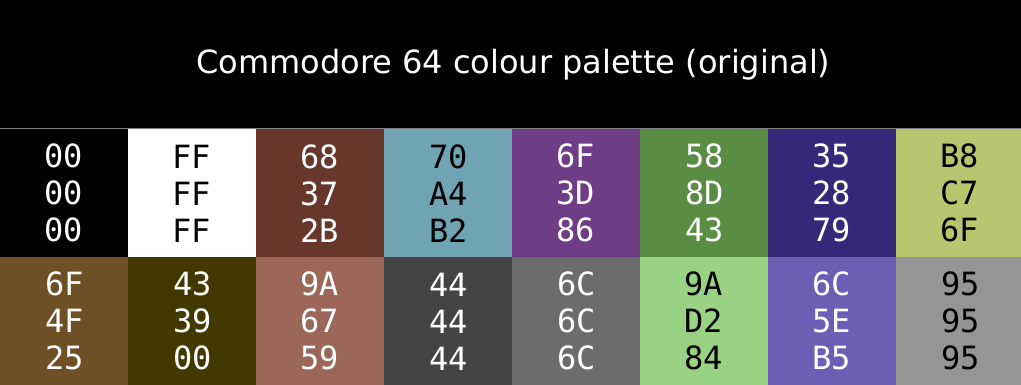 Commodore 64 colour palette (original)
00 FF 68 70 6F 58 35 B8
00 FF 37 A4 3D 8D 28 C7
00 FF 2B B2 86 43 79 6F
6F 43 9A 44 6C 9A 6C 95
4F 39 67 44 6C D2 5E 95
25 00 59 44 6C 84 B5 95